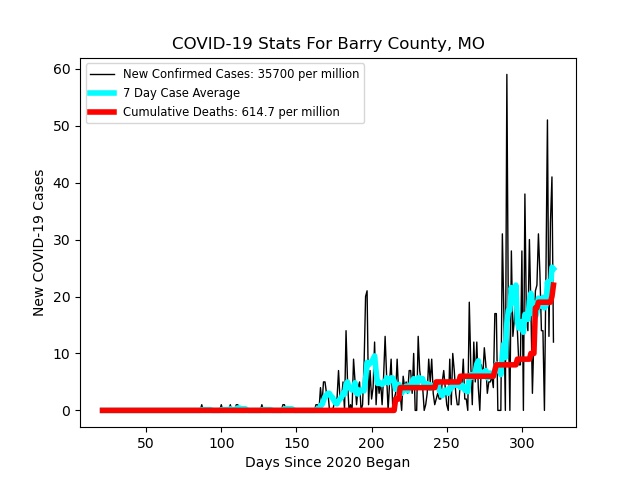 COVID-19 Stats For Barry County, MO
New Confirmed Cases: 35700 per million
7 Day Case Average
Cumulative Deaths: 614.7 per million
New COVID-19 Cases
60
50
40
30
20
10
0
50 100 150 200 250 300
Days Since 2020 Began